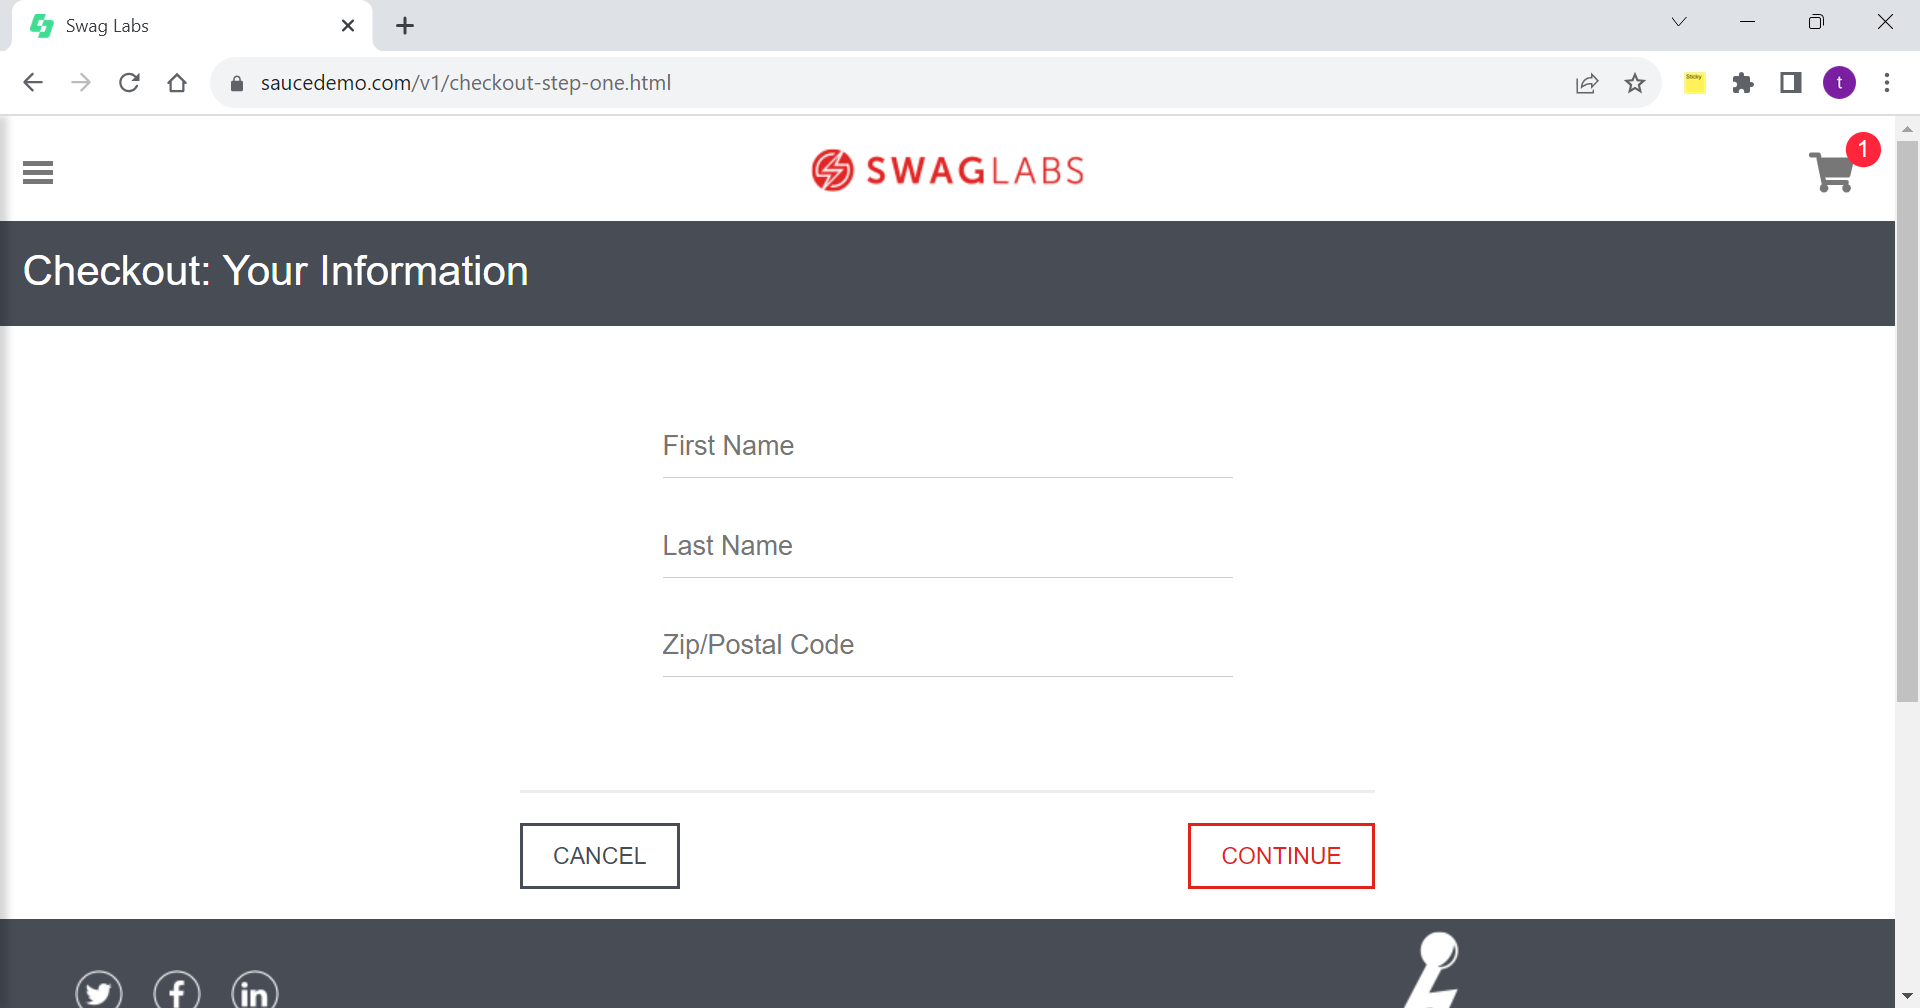 Swag Labs
saucedemo.com/v1/checkout-step-one.html
Sticky
t
SWAGLABS
1
Checkout: Your Information
First Name
Last Name
Zip/Postal Code
CANCEL
CONTINUE